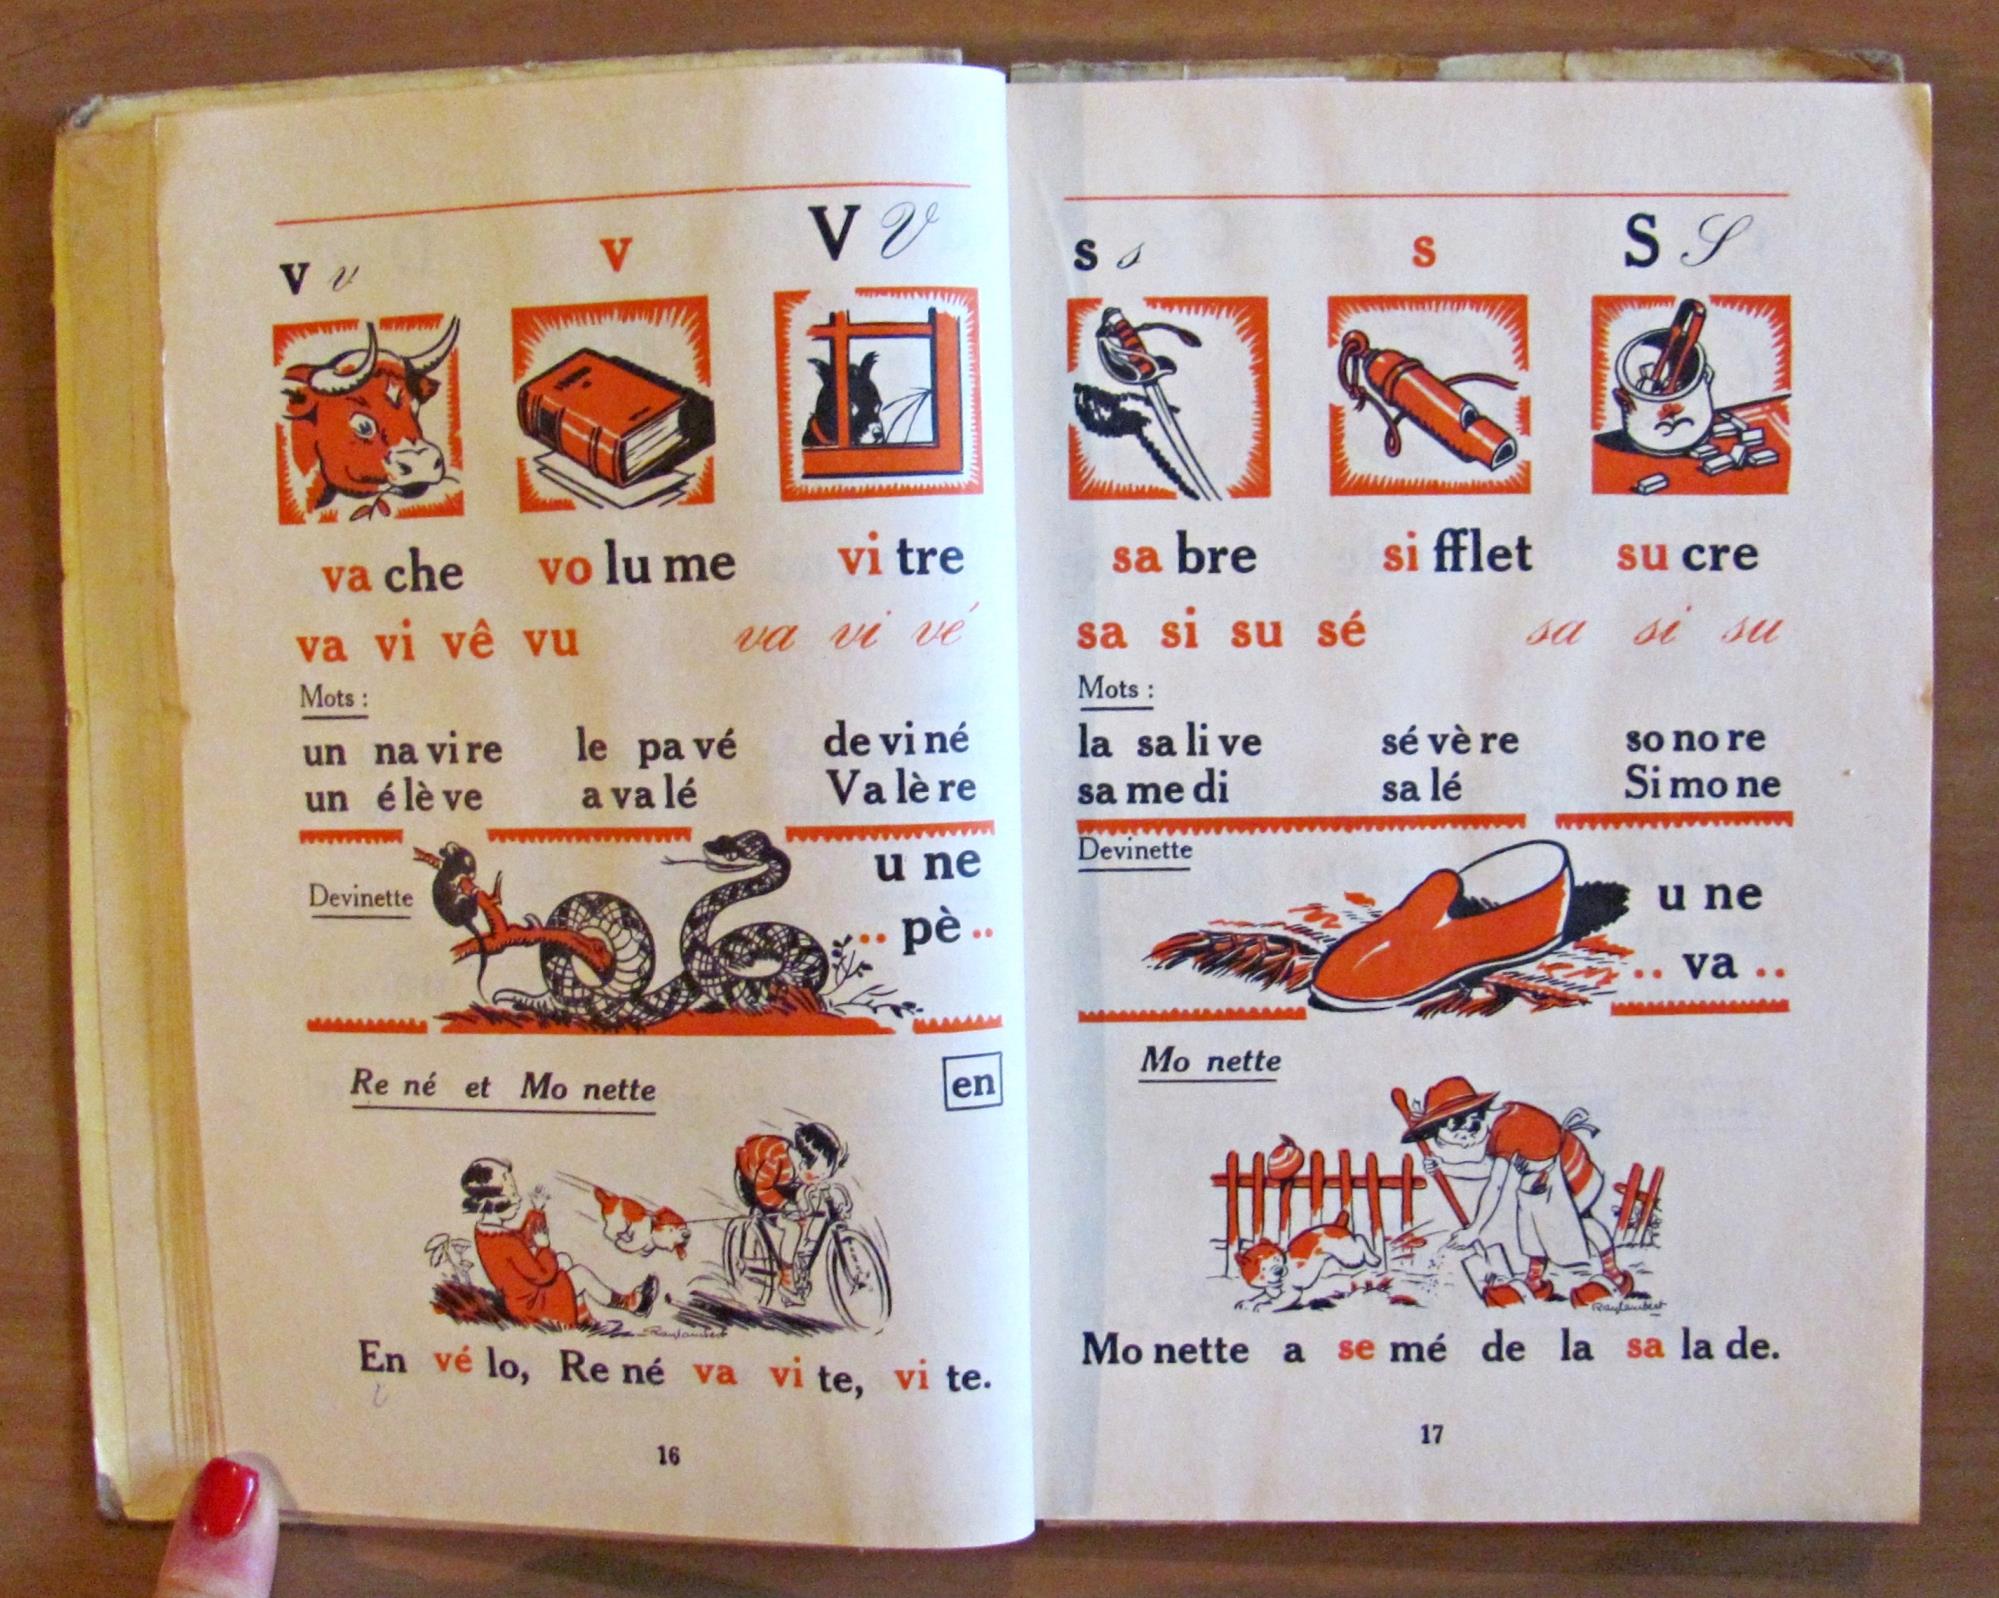 v v v V V
va che vo lu me vi tre
va vi vê vu va vi vé
Mots :
un na vi re le pa vé de vi né
un é lè ve a va lé Va lè re
Devinette
u ne
.. pè ..
Re né et Mo nette en
Raylambert
En vé lo, Re né va vi te, vi te.
16
s s s S S
sa bre si fflet su cre
sa si su sé sa si su
Mots :
la sa li ve sé vè re so no re
sa me di sa lé Si mo ne
Devinette
u ne
.. va ..
Mo nette
Raylambert
Mo nette a se mé de la sa la de.
17